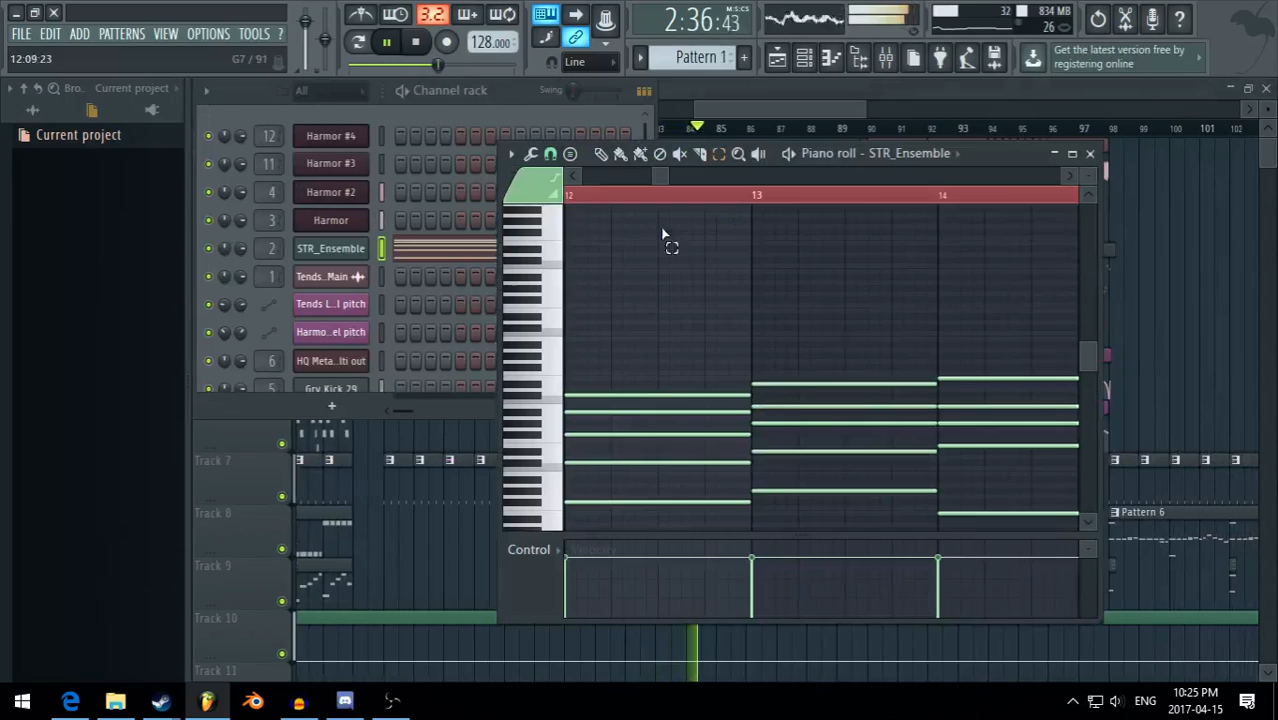 FILE EDIT ADD PATTERNS VIEW OPTIONS TOOLS ?
12:09:23 G7 / 91
3.2
128.000
Line
2:36:43 M:S:CS
Pattern 1
32 834 MB
26
Get the latest version free by
registering online
Bro.. Current project
Current project
All
Channel rack
Swing
12 Harmor #4
11 Harmor #3
4 Harmor #2
3 Harmor
2 STR_Ensemble
1 Tends..Main
Tends L..l pitch
Harmo..el pitch
6 HQ Meta..lti out
5 Gry Kick 29
85 86 87 88 89 90 91 92 93 95 96 97 98 99 101 102
Piano roll - STR_Ensemble
12 13 14
Control
Velocity
Track 7
Track 8
Track 9
Track 10
Track 11
Pattern 6
ENG
10:25 PM
2017-04-15